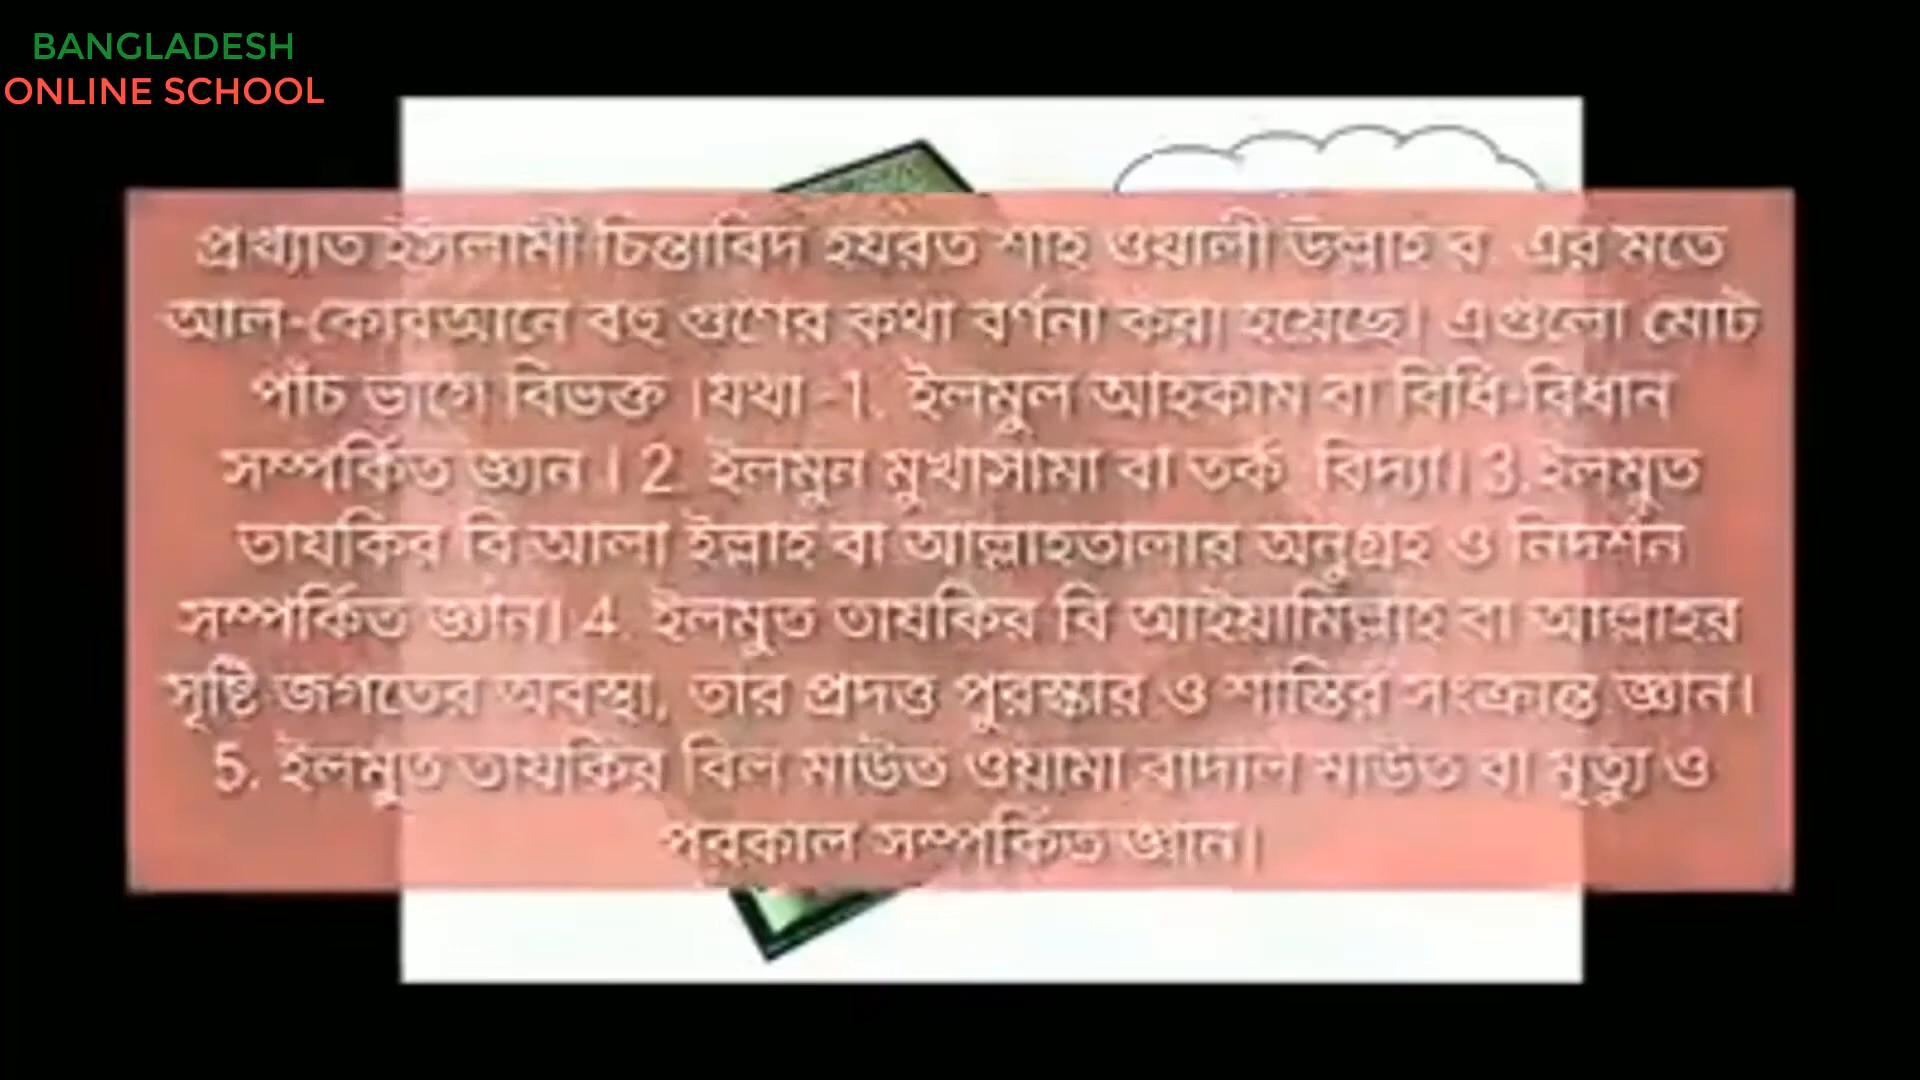 BANGLADESH
ONLINE SCHOOL
প্রখ্যাত ইসলামী চিন্তাবিদ হযরত শাহ ওয়ালী উল্লাহ র. এর মতে
আল-কোরআনে বহু গুণের কথা বর্ণনা করা হয়েছে। এগুলো মোট
পাঁচ ভাগে বিভক্ত ।যথা -1. ইলমুল আহকাম বা বিধি-বিধান
সম্পর্কিত জ্ঞান । 2. ইলমুন মুখাসামা বা তর্ক বিদ্যা। 3.ইলমুত
তাযকির বি আলা ইল্লাহ বা আল্লাহতালার অনুগ্রহ ও নিদর্শন
সম্পর্কিত জ্ঞান। 4. ইলমুত তাযকির বি আইয়ামিল্লাহ বা আল্লাহর
সৃষ্টি জগতের অবস্থা, তার প্রদত্ত পুরস্কার ও শাস্তির সংক্রান্ত জ্ঞান।
5. ইলমুত তাযকির বিল মাউত ওয়ামা বাদাল মাউত বা মৃত্যু ও
পরকাল সম্পর্কিত জ্ঞান।